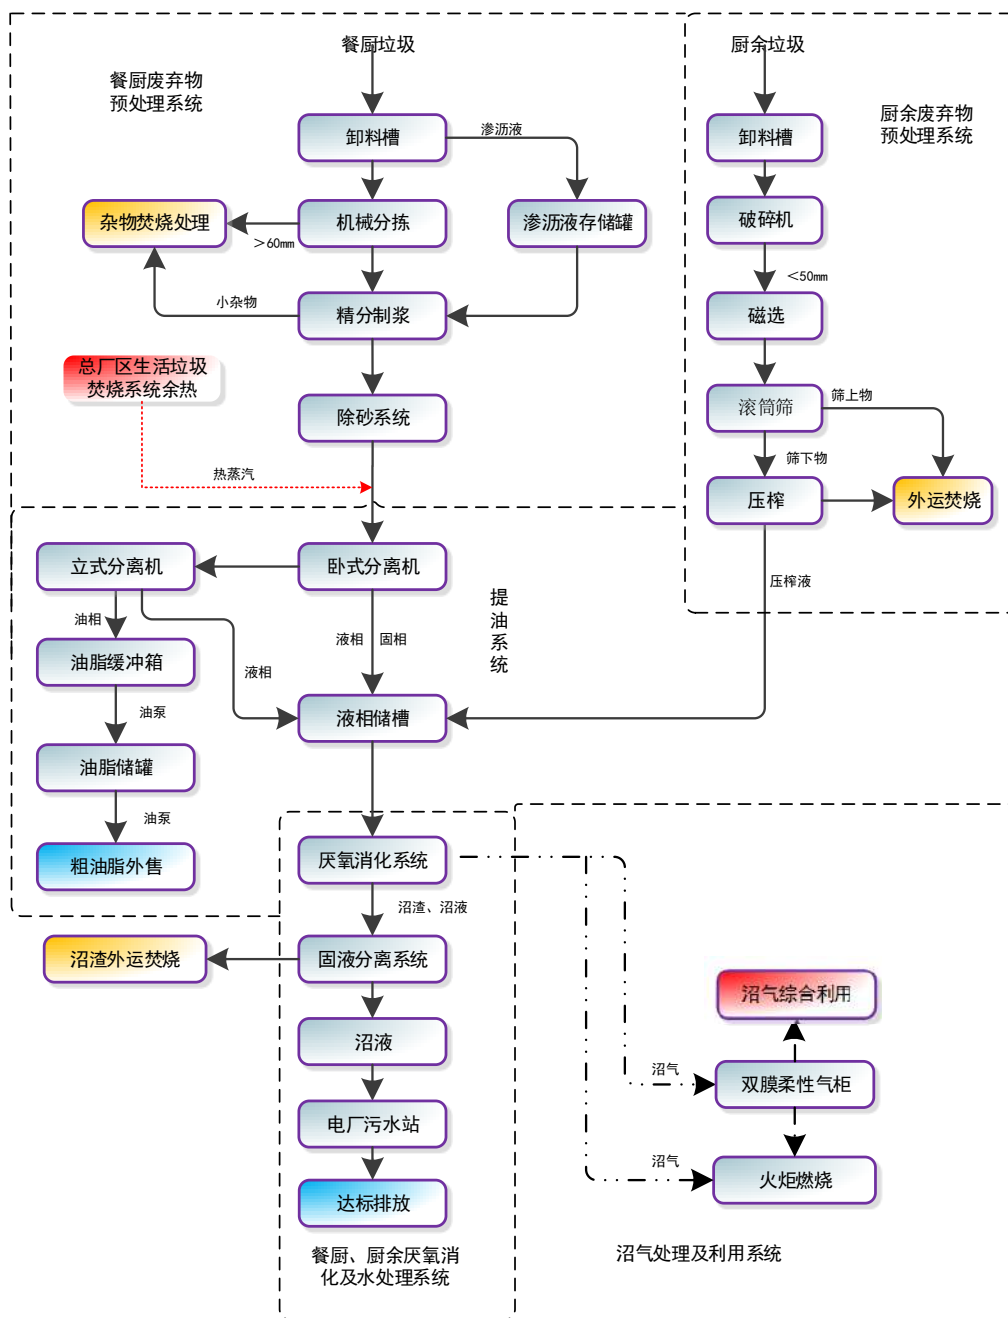 餐厨垃圾
厨余垃圾
餐厨废弃物
预处理系统
厨余废弃物
预处理系统
卸料槽
渗沥液
卸料槽
杂物焚烧处理
机械分拣
渗沥液存储罐
破碎机
＞60mm
＜50mm
小杂物
精分制浆
磁选
总厂区生活垃圾
焚烧系统余热
除砂系统
滚筒筛
筛上物
筛下物
热蒸汽
压榨
外运焚烧
立式分离机
卧式分离机
提油系统
压榨液
油相
液相
固相
油脂缓冲箱
液相
油泵
液相储槽
油脂储罐
油泵
粗油脂外售
厌氧消化系统
沼渣、沼液
沼渣外运焚烧
固液分离系统
沼气综合利用
沼液
沼气
双膜柔性气柜
电厂污水站
沼气
火炬燃烧
达标排放
餐厨、厨余厌氧消
化及水处理系统
沼气处理及利用系统